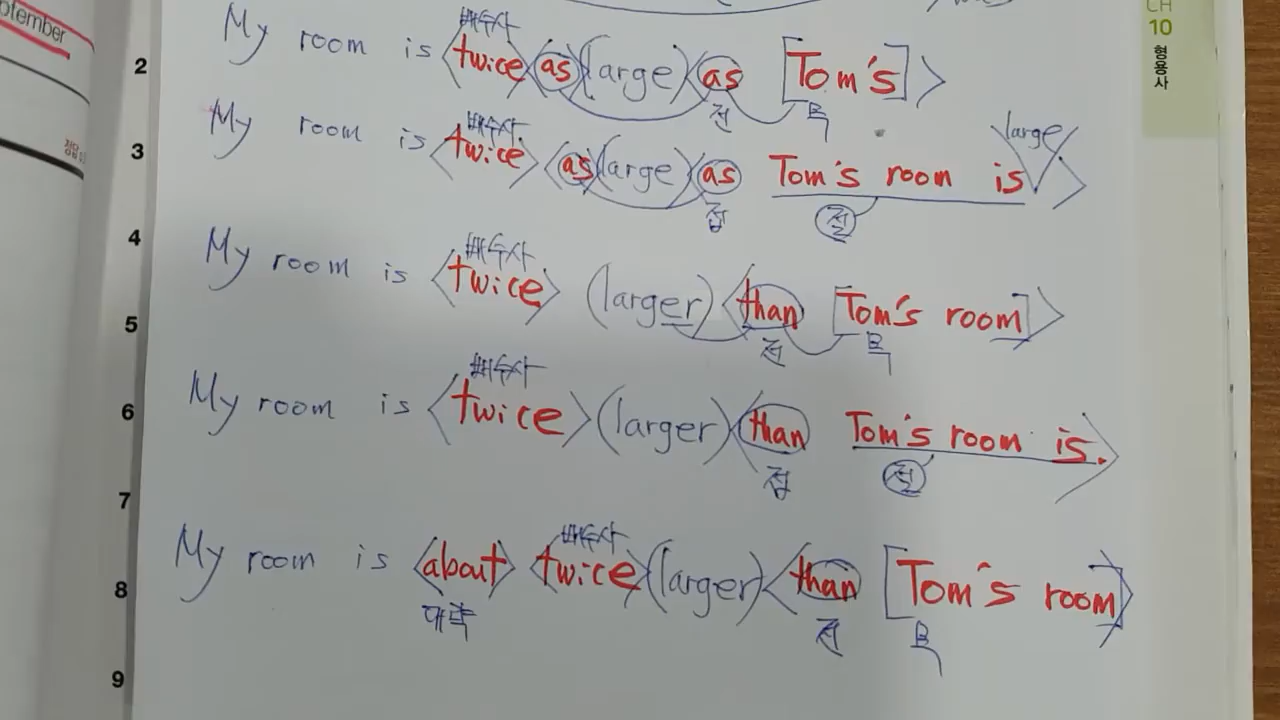 ptember
CH
10
형용사
배수사
2 My room is <twice><as(large)<as [Tom's]>
전 목
large
배수사
3 My room is <twice> <as(large)<as Tom's room is>
접 절
4
배수사
My room is <twice> (larger)<than [Tom's room]>
5
전 목
배수사
6 My room is <twice>(larger)<than Tom's room is.>
접 절
7
배수사
My room is <about> <twice>(larger)<than [Tom's room]>
8
대략 전 목
9
정답